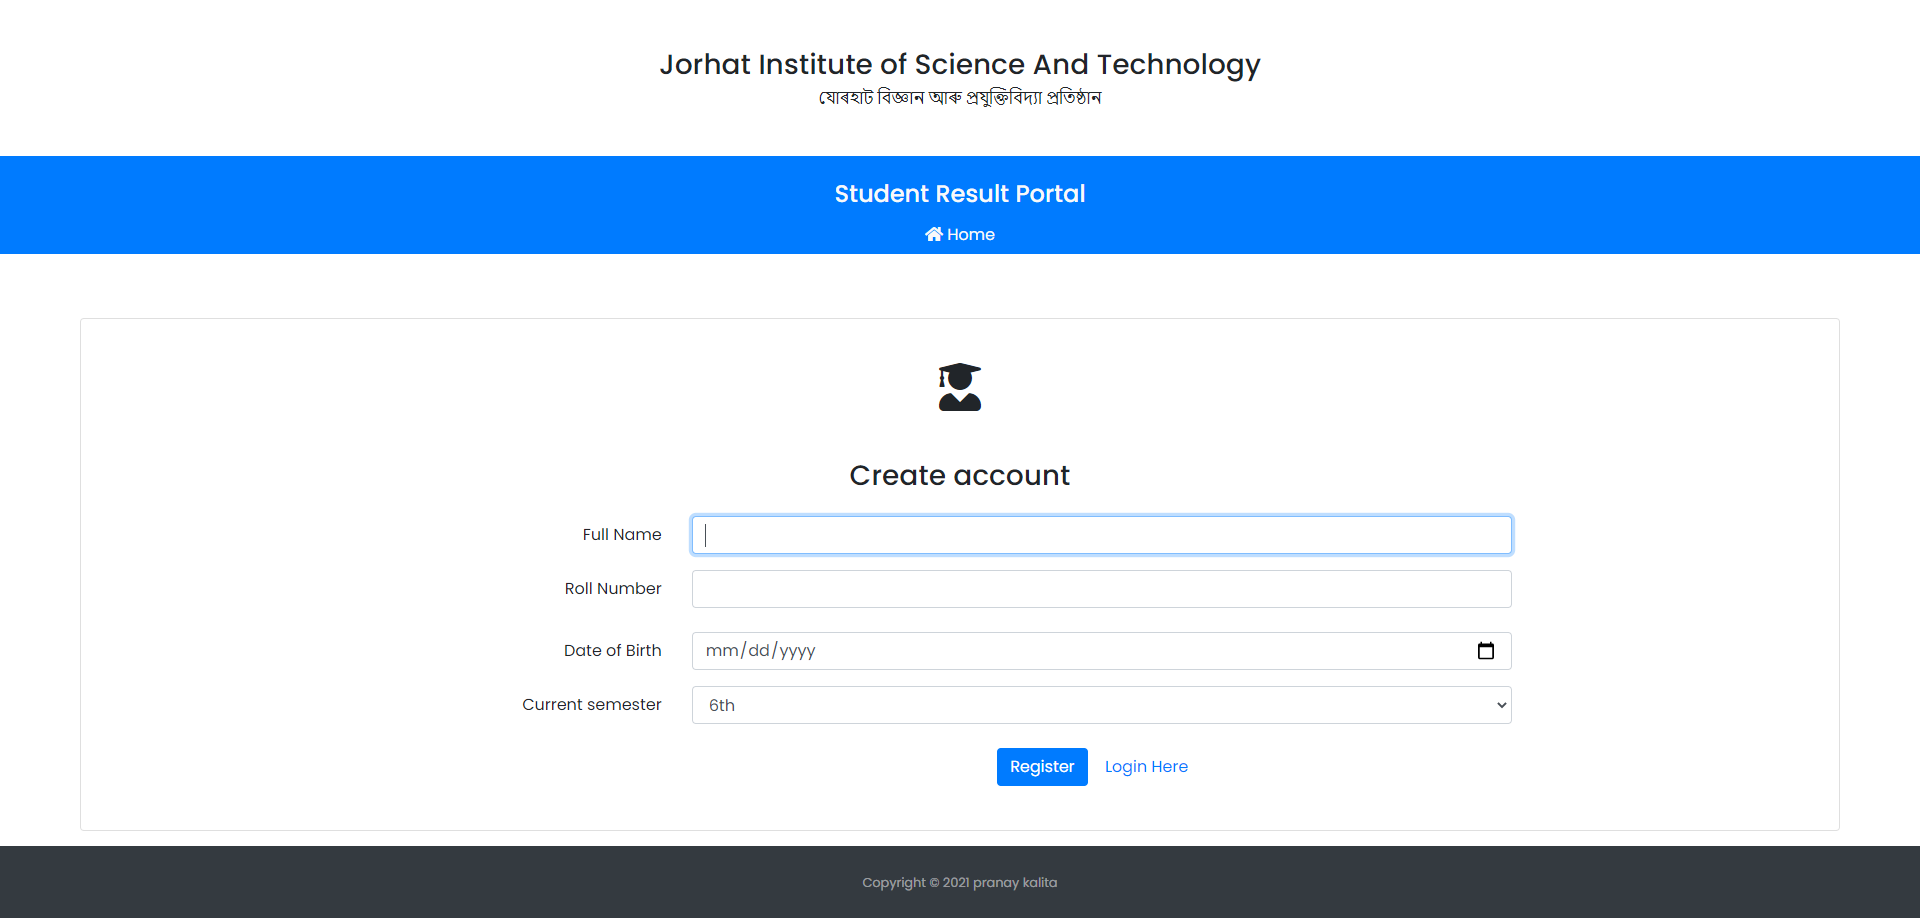 Jorhat Institute of Science And Technology
যোৰহাট বিজ্ঞান আৰু প্ৰযুক্তিবিদ্যা প্ৰতিষ্ঠান
Student Result Portal
Home
Create account
Full Name
Roll Number
Date of Birth mm/dd/yyyy
Current semester 6th
Register Login Here
Copyright © 2021 pranay kalita